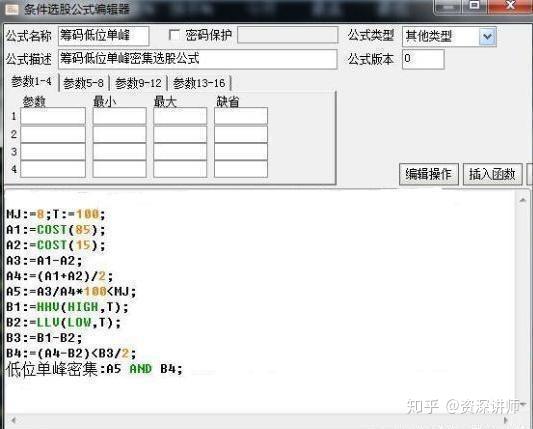 条件选股公式编辑器
公式名称 筹码低位单峰 密码保护 公式类型 其他类型
公式描述 筹码低位单峰密集选股公式 公式版本 0
参数1-4 参数5-8 参数9-12 参数13-16
参数 最小 最大 缺省
1
2
3
4
编辑操作 插入函数
MJ:=8;T:=100;
A1:=COST(85);
A2:=COST(15);
A3:=A1-A2;
A4:=(A1+A2)/2;
A5:=A3/A4*100<MJ;
B1:=HHV(HIGH,T);
B2:=LLV(LOW,T);
B3:=B1-B2;
B4:=(A4-B2)<B3/2;
低位单峰密集:A5 AND B4;
知乎 @资深讲师